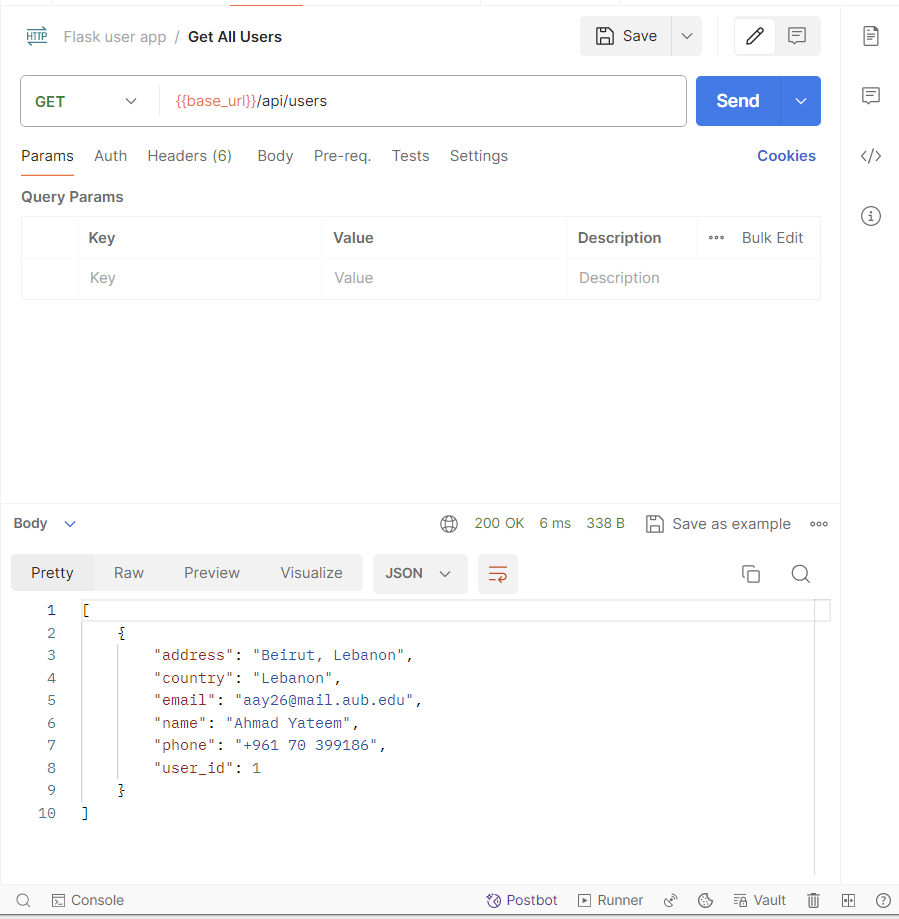 HTTP Flask user app / Get All Users Save
GET {{base_url}}/api/users Send
Params Auth Headers (6) Body Pre-req. Tests Settings Cookies
Query Params
Key Value Description ••• Bulk Edit
Key Value Description
Body 200 OK 6 ms 338 B Save as example
Pretty Raw Preview Visualize JSON
1 [
2 {
3 "address": "Beirut, Lebanon",
4 "country": "Lebanon",
5 "email": "aay26@mail.aub.edu",
6 "name": "Ahmad Yateem",
7 "phone": "+961 70 399186",
8 "user_id": 1
9 }
10 ]
Console Postbot Runner Vault